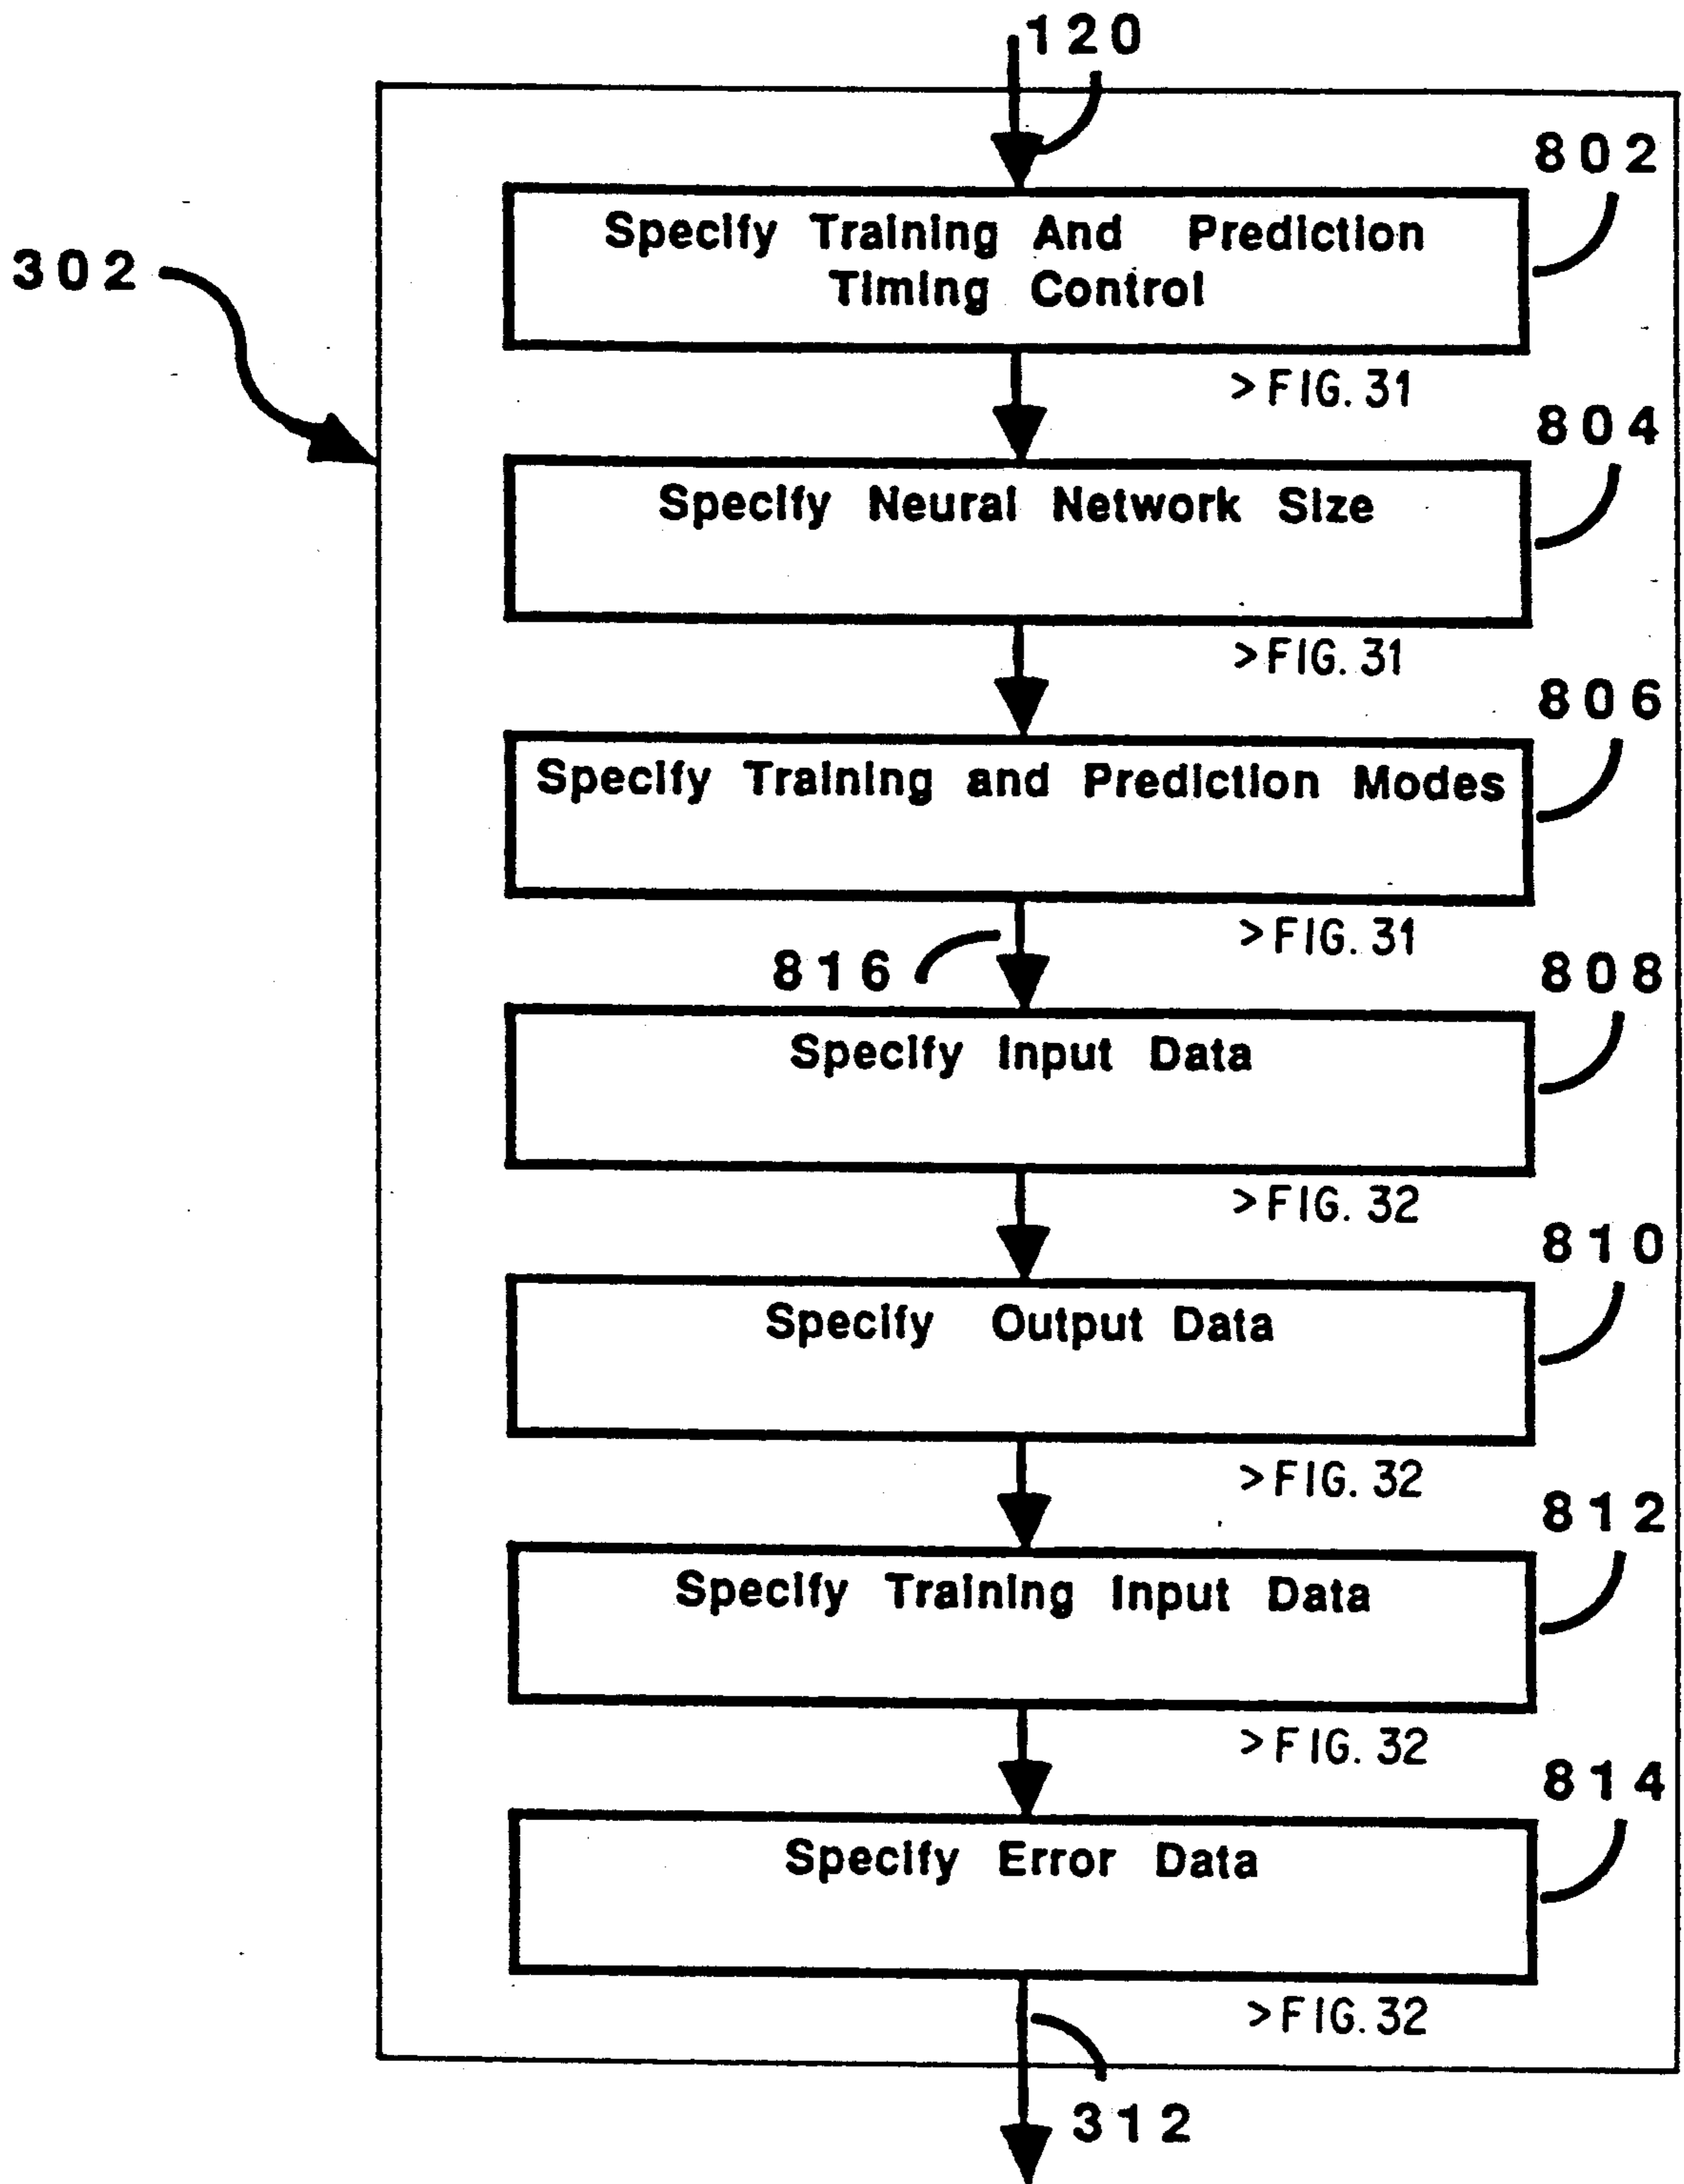 120
802
Specify Training And Prediction
Timing Control
302
>FIG. 31
804
Specify Neural Network Size
>FIG. 31
806
Specify Training and Prediction Modes
>FIG. 31
816
808
Specify Input Data
>FIG. 32
810
Specify Output Data
>FIG. 32
812
Specify Training Input Data
>FIG. 32
814
Specify Error Data
>FIG. 32
312